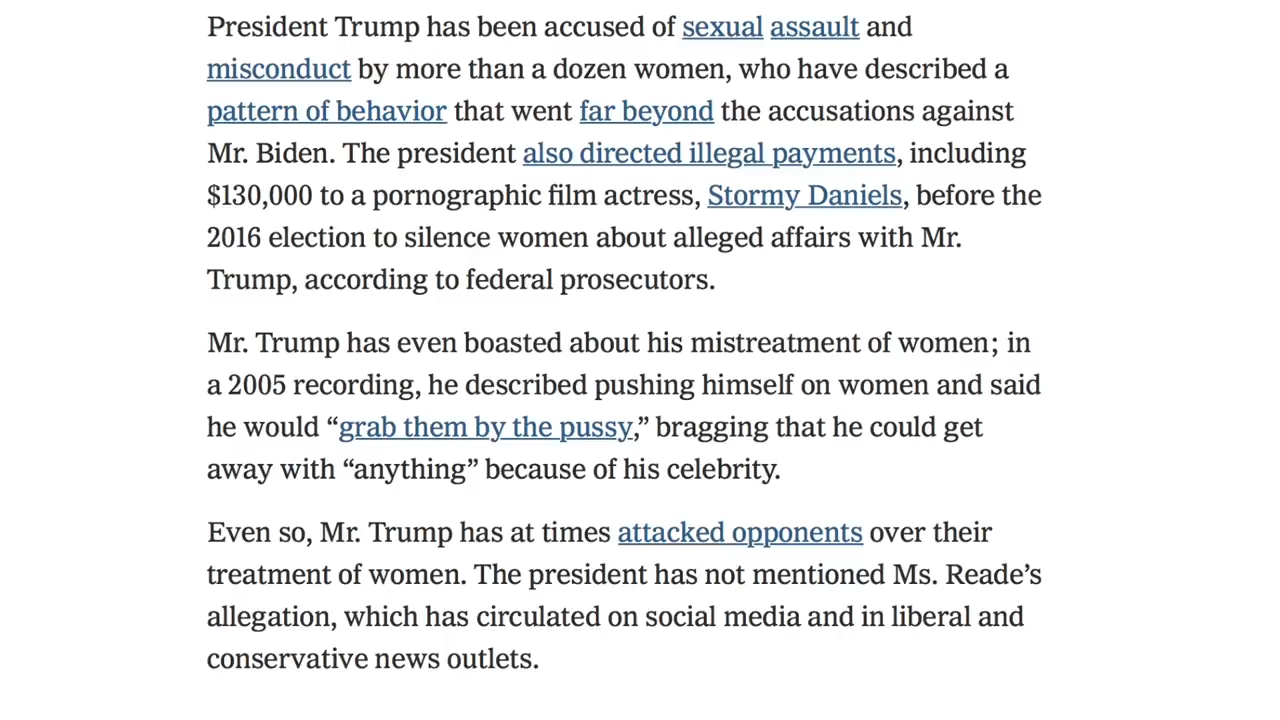 President Trump has been accused of sexual assault and
misconduct by more than a dozen women, who have described a
pattern of behavior that went far beyond the accusations against
Mr. Biden. The president also directed illegal payments, including
$130,000 to a pornographic film actress, Stormy Daniels, before the
2016 election to silence women about alleged affairs with Mr.
Trump, according to federal prosecutors.
Mr. Trump has even boasted about his mistreatment of women; in
a 2005 recording, he described pushing himself on women and said
he would “grab them by the pussy,” bragging that he could get
away with “anything” because of his celebrity.
Even so, Mr. Trump has at times attacked opponents over their
treatment of women. The president has not mentioned Ms. Reade’s
allegation, which has circulated on social media and in liberal and
conservative news outlets.